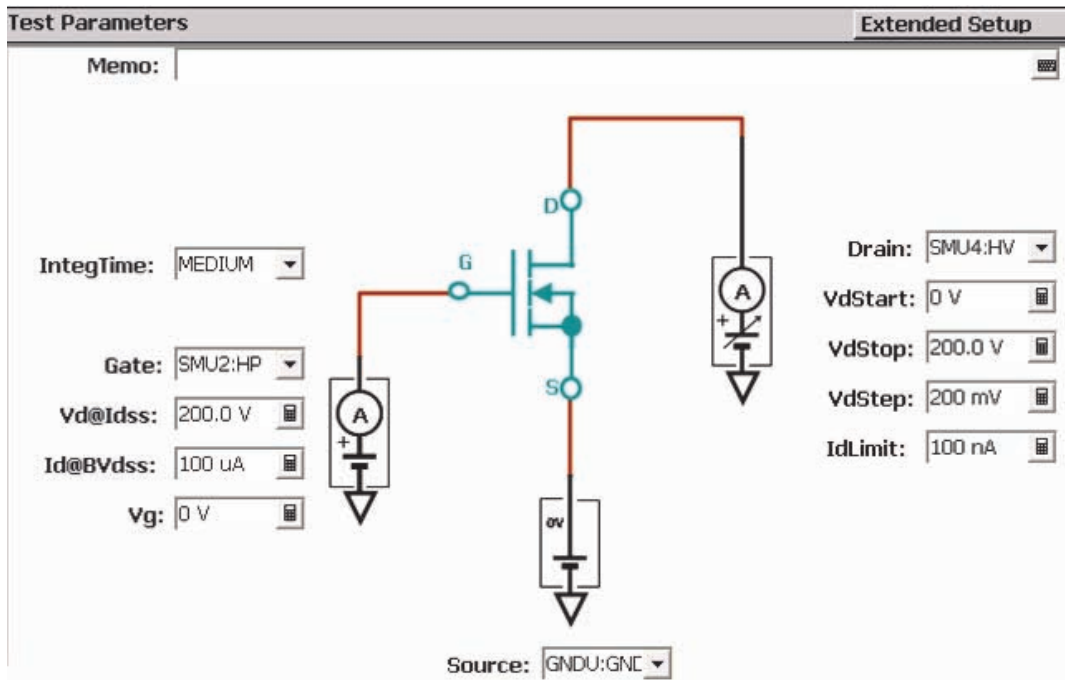 Test Parameters
Extended Setup
Memo:
IntegTime: MEDIUM
Gate: SMU2:HP
Vd@Idss: 200.0 V
Id@BVdss: 100 uA
Vg: 0 V
D
G
S
A
+
A
+
0V
Drain: SMU4:HV
VdStart: 0 V
VdStop: 200.0 V
VdStep: 200 mV
IdLimit: 100 nA
Source: GNDU:GND